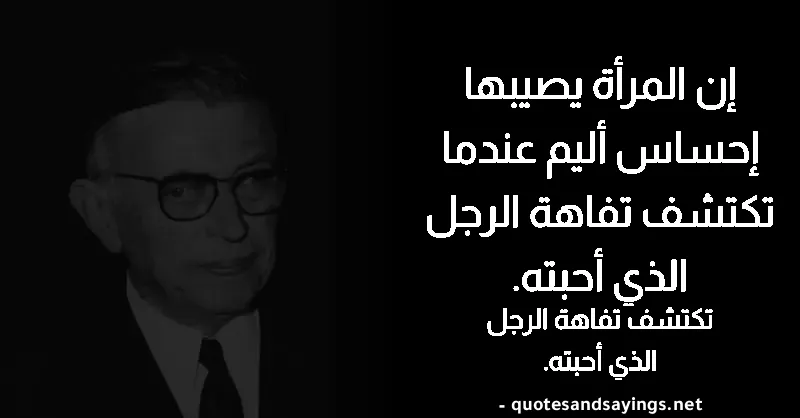 إن المرأة يصيبها
إحساس أليم عندما
تكتشف تفاهة الرجل
الذي أحبته.
تكتشف تفاهة الرجل
الذي أحبته.
- quotesandsayings.net